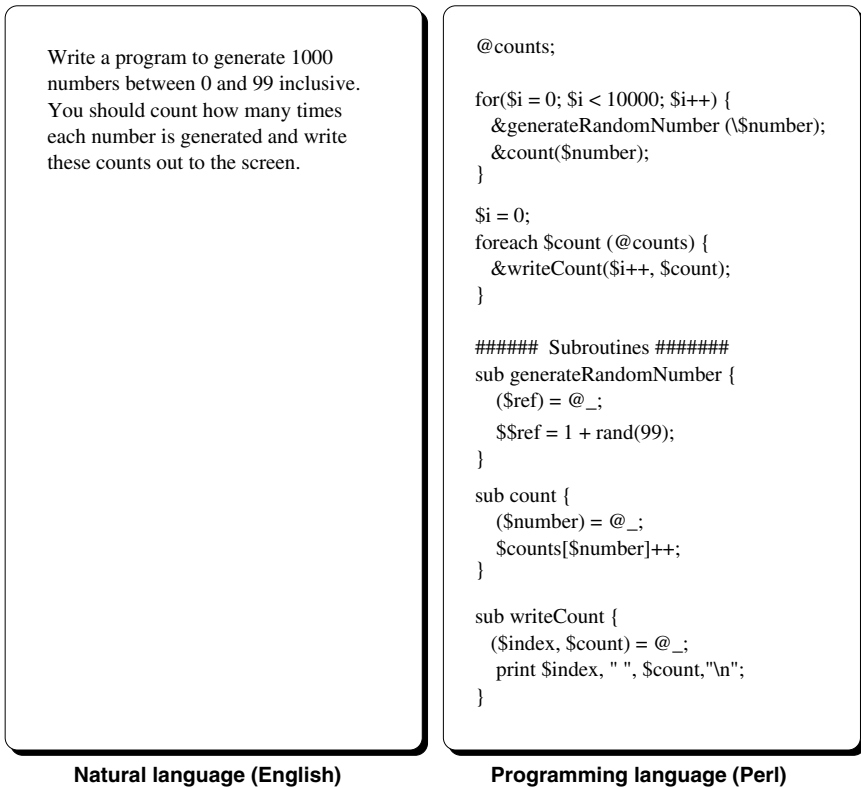 Write a program to generate 1000
numbers between 0 and 99 inclusive.
You should count how many times
each number is generated and write
these counts out to the screen.
@counts;
for($i = 0; $i < 10000; $i++) {
&generateRandomNumber (\$number);
&count($number);
}
$i = 0;
foreach $count (@counts) {
&writeCount($i++, $count);
}
###### Subroutines #######
sub generateRandomNumber {
($ref) = @_;
$$ref = 1 + rand(99);
}
sub count {
($number) = @_;
$counts[$number]++;
}
sub writeCount {
($index, $count) = @_;
print $index, " ", $count,"\n";
}
Natural language (English)
Programming language (Perl)